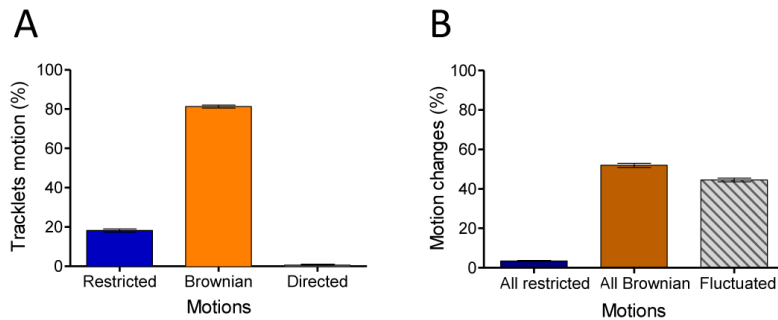 A
Tracklets motion (%)
100
80
60
40
20
0
Restricted Brownian Directed
Motions
B
Motion changes (%)
100
80
60
40
20
0
All restricted All Brownian Fluctuated
Motions